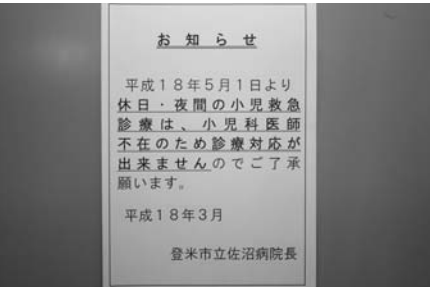 お知らせ
平成18年5月1日より
休日・夜間の小児救急
診療は、小児科医師
不在のため診療対応が
出来ませんのでご了承
願います。
平成18年3月
登米市立佐沼病院長